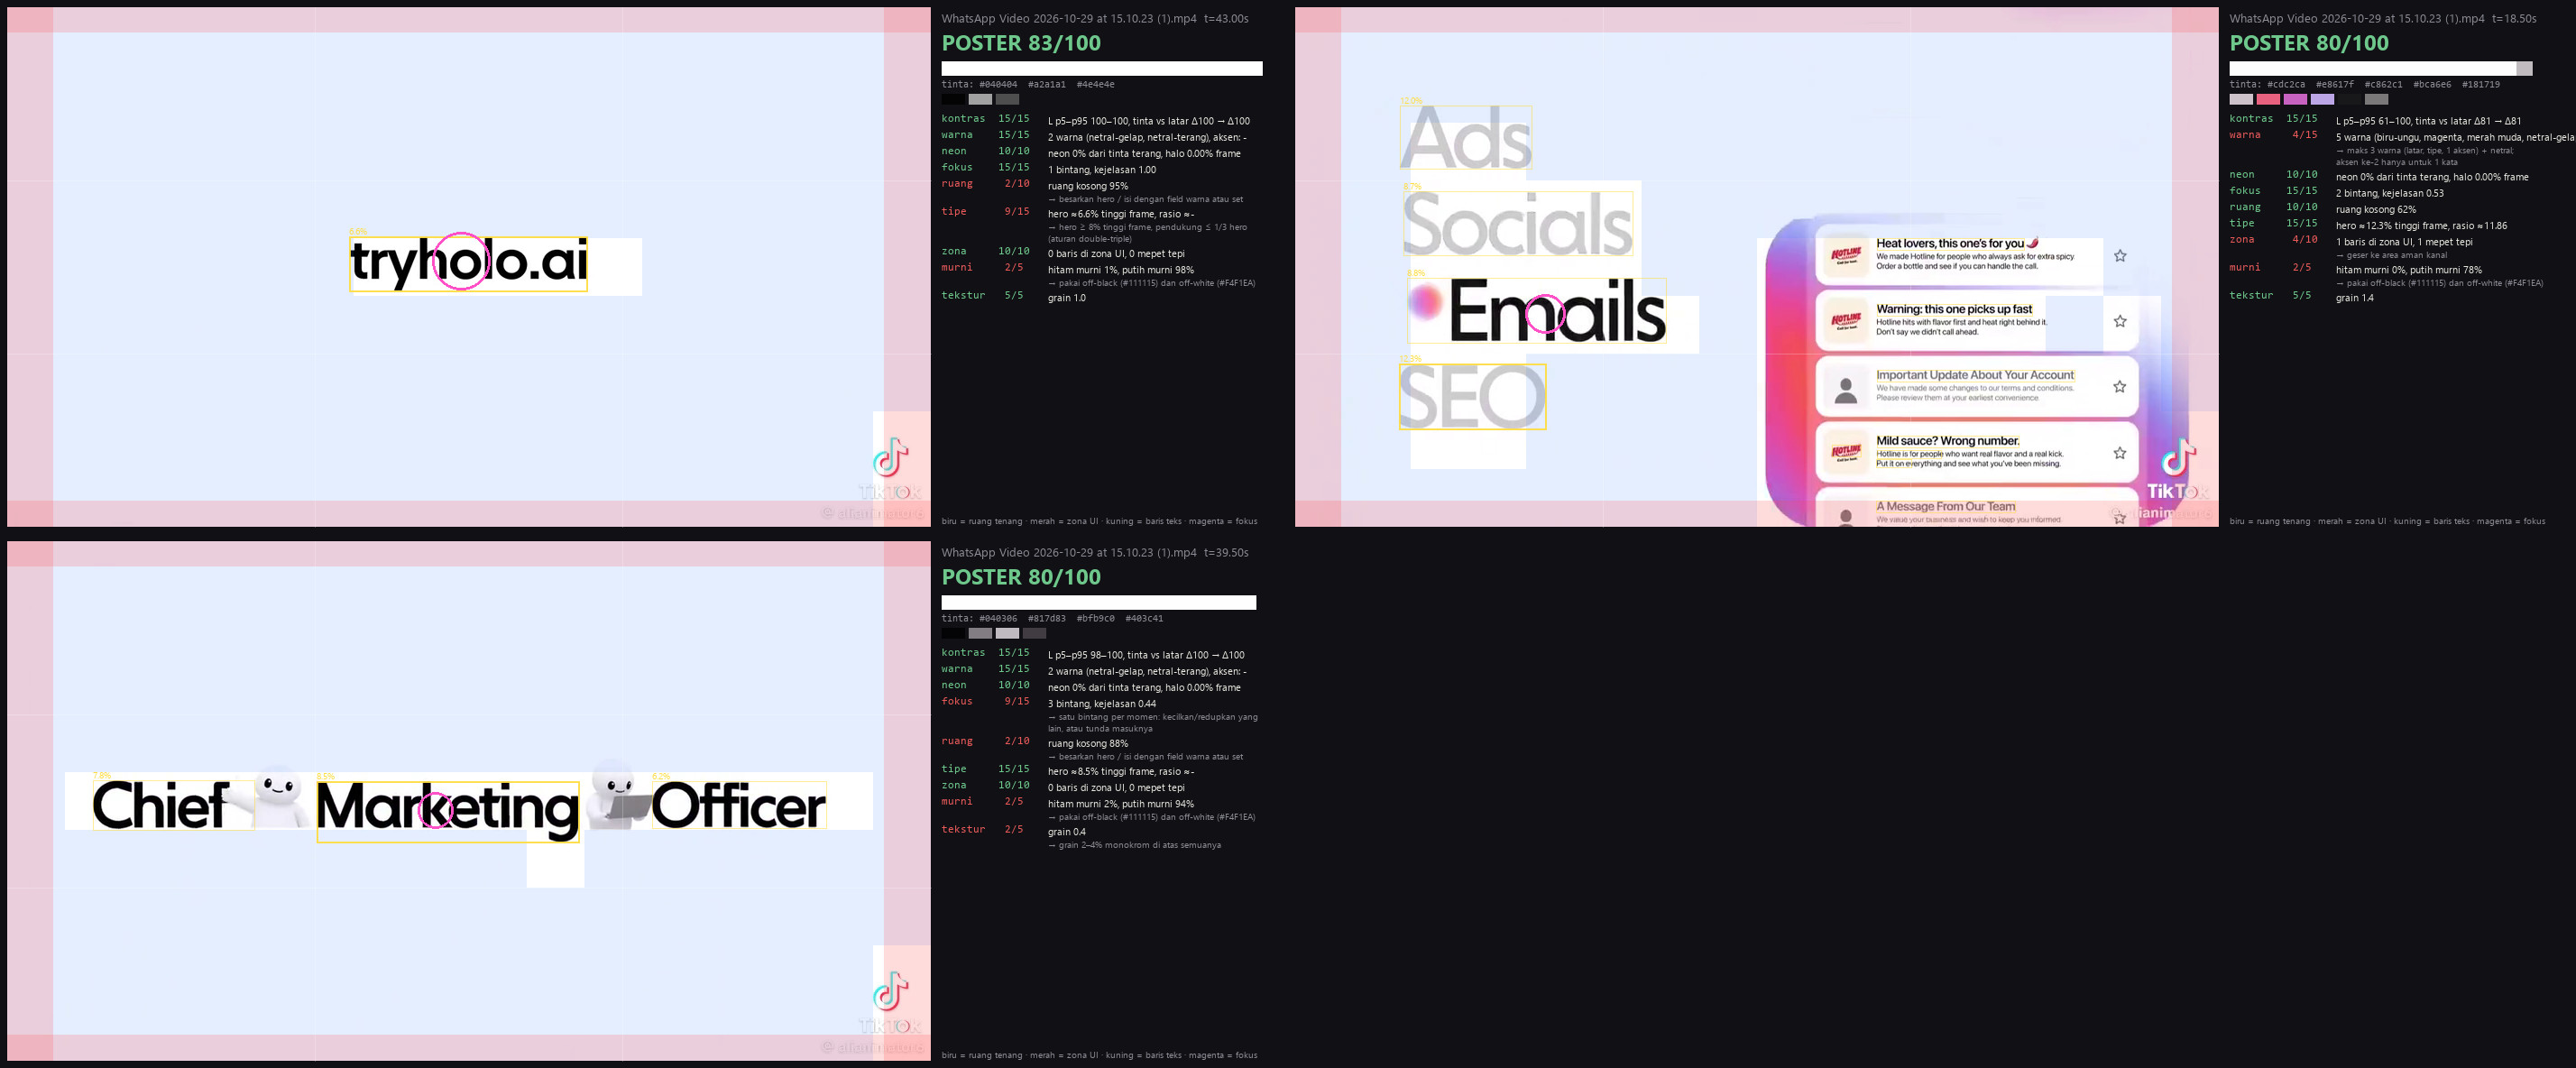 WhatsApp Video 2026-10-29 at 15.10.23 (1).mp4  t=43.00s
POSTER 83/100
tinta: #040404 #a2a1a1 #4e4e4e
kontras 15/15 L p5–p95 100–100, tinta vs latar Δ100 → Δ100
warna 15/15 2 warna (netral-gelap, netral-terang), aksen: -
neon 10/10 neon 0% dari tinta terang, halo 0.00% frame
fokus 15/15 1 bintang, kejelasan 1.00
ruang 2/10 ruang kosong 95%
→ besarkan hero / isi dengan field warna atau set
tipe 9/15 hero ≈6.6% tinggi frame, rasio ≈-
→ hero ≥ 8% tinggi frame, pendukung ≤ 1/3 hero
(aturan double-triple)
zona 10/10 0 baris di zona UI, 0 mepet tepi
murni 2/5 hitam murni 1%, putih murni 98%
→ pakai off-black (#111115) dan off-white (#F4F1EA)
tekstur 5/5 grain 1.0
biru = ruang tenang · merah = zona UI · kuning = baris teks · magenta = fokus
tryholo.ai
TikTok
WhatsApp Video 2026-10-29 at 15.10.23 (1).mp4  t=18.50s
POSTER 80/100
tinta: #cdc2ca #e8617f #c862c1 #bca6e6 #181719
kontras 15/15 L p5–p95 61–100, tinta vs latar Δ81 → Δ81
warna 4/15 5 warna (biru-ungu, magenta, merah muda, netral-gela
→ maks 3 warna (latar, tipe, 1 aksen) + netral;
aksen ke-2 hanya untuk 1 kata
neon 10/10 neon 0% dari tinta terang, halo 0.00% frame
fokus 15/15 2 bintang, kejelasan 0.53
ruang 10/10 ruang kosong 62%
tipe 15/15 hero ≈12.3% tinggi frame, rasio ≈11.86
zona 4/10 1 baris di zona UI, 1 mepet tepi
→ geser ke area aman kanal
murni 2/5 hitam murni 0%, putih murni 78%
→ pakai off-black (#111115) dan off-white (#F4F1EA)
tekstur 5/5 grain 1.4
biru = ruang tenang · merah = zona UI · kuning = baris teks · magenta = fokus
12.0%
Ads
Socials
Emails
12.3%
SEO
HOTLINE
Heat lovers, this one's for you
We made Hotline for people who always ask for extra spicy.
Order a bottle and see if you can handle the call.
HOTLINE
Warning: this one picks up fast
Hotline hits with flavor first and heat right behind it.
Don't say we didn't call ahead.
Important Update About Your Account
We have made some changes to our terms and conditions.
Please review them at your earliest convenience.
HOTLINE
Mild sauce? Wrong number.
Hotline is for people who want real flavor and a real kick.
Put it on everything and see what you've been missing.
A Message From Our Team
We value your business and wish to keep you informed
TikTok
WhatsApp Video 2026-10-29 at 15.10.23 (1).mp4  t=39.50s
POSTER 80/100
tinta: #040306 #817d83 #bfb9c0 #403c41
kontras 15/15 L p5–p95 98–100, tinta vs latar Δ100 → Δ100
warna 15/15 2 warna (netral-gelap, netral-terang), aksen: -
neon 10/10 neon 0% dari tinta terang, halo 0.00% frame
fokus 9/15 3 bintang, kejelasan 0.44
→ satu bintang per momen: kecilkan/redupkan yang
lain, atau tunda masuknya
ruang 2/10 ruang kosong 88%
→ besarkan hero / isi dengan field warna atau set
tipe 15/15 hero ≈8.5% tinggi frame, rasio ≈-
zona 10/10 0 baris di zona UI, 0 mepet tepi
murni 2/5 hitam murni 2%, putih murni 94%
→ pakai off-black (#111115) dan off-white (#F4F1EA)
tekstur 2/5 grain 0.4
→ grain 2–4% monokrom di atas semuanya
biru = ruang tenang · merah = zona UI · kuning = baris teks · magenta = fokus
7.8% 8.5% 6.2%
Chief Marketing Officer
TikTok